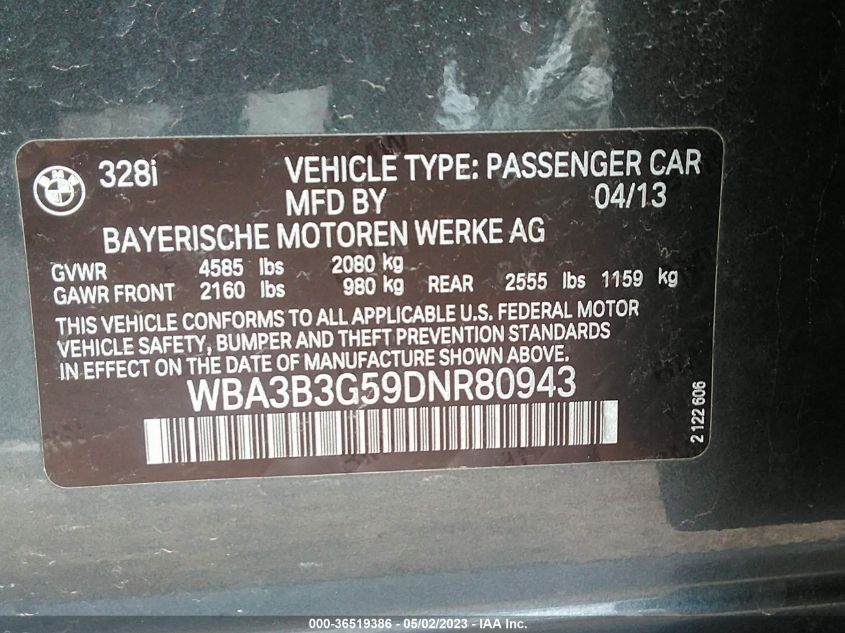 328i VEHICLE TYPE: PASSENGER CAR
MFD BY 04/13
BAYERISCHE MOTOREN WERKE AG
GVWR 4585 lbs 2080 kg
GAWR FRONT 2160 lbs 980 kg REAR 2555 lbs 1159 kg
THIS VEHICLE CONFORMS TO ALL APPLICABLE U.S. FEDERAL MOTOR
VEHICLE SAFETY, BUMPER AND THEFT PREVENTION STANDARDS
IN EFFECT ON THE DATE OF MANUFACTURE SHOWN ABOVE.
WBA3B3G59DNR80943
2 122 606
000-36519386 - 05/02/2023 - IAA Inc.